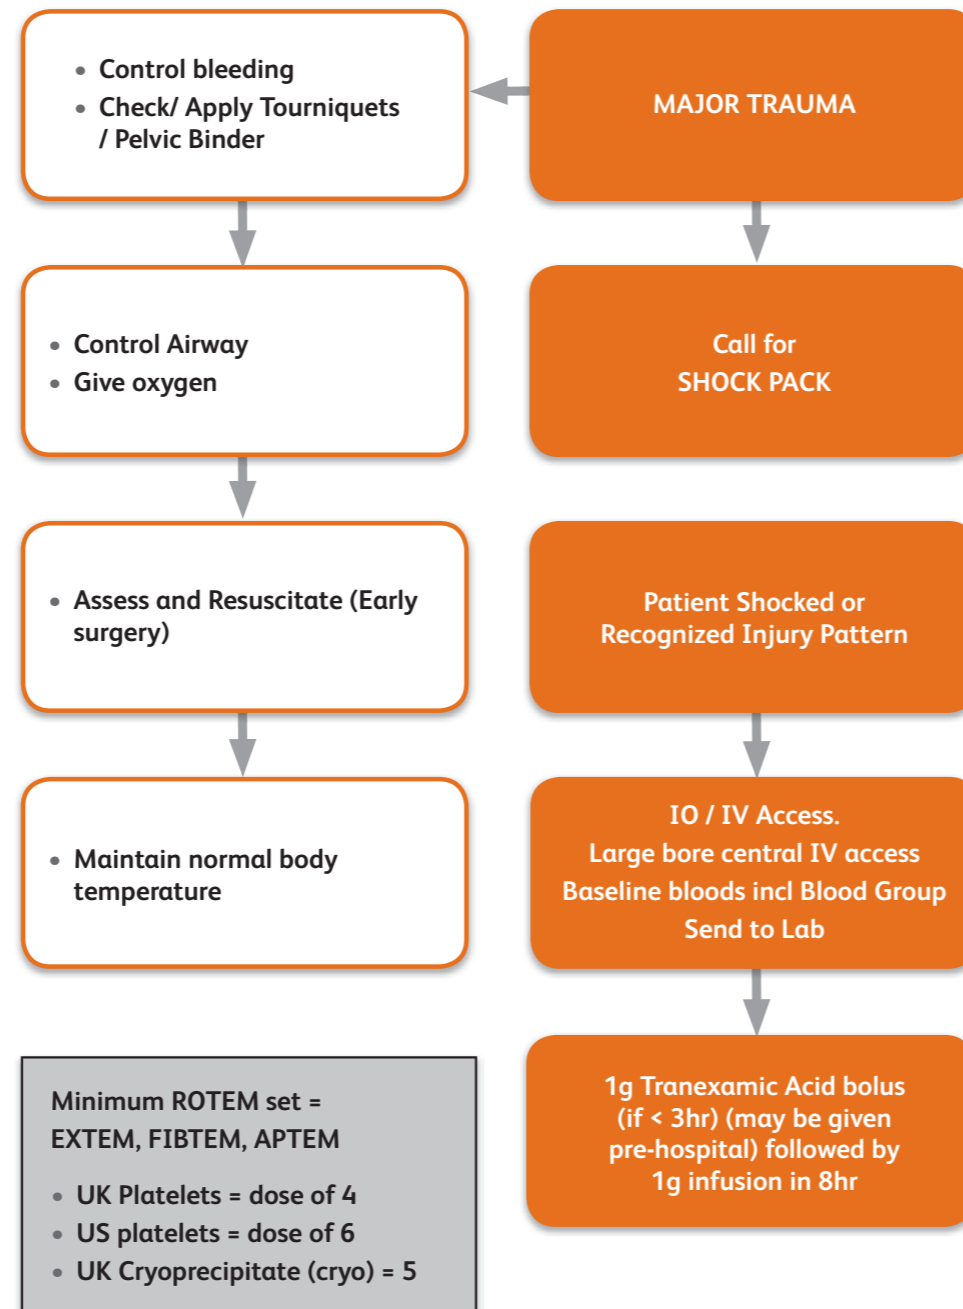 • Control bleeding
• Check/ Apply Tourniquets
/ Pelvic Binder
MAJOR TRAUMA
• Control Airway
• Give oxygen
Call for
SHOCK PACK
• Assess and Resuscitate (Early
surgery)
Patient Shocked or
Recognized Injury Pattern
• Maintain normal body
temperature
IO / IV Access.
Large bore central IV access
Baseline bloods incl Blood Group
Send to Lab
Minimum ROTEM set =
EXTEM, FIBTEM, APTEM
• UK Platelets = dose of 4
• US platelets = dose of 6
• UK Cryoprecipitate (cryo) = 5
1g Tranexamic Acid bolus
(if < 3hr) (may be given
pre-hospital) followed by
1g infusion in 8hr